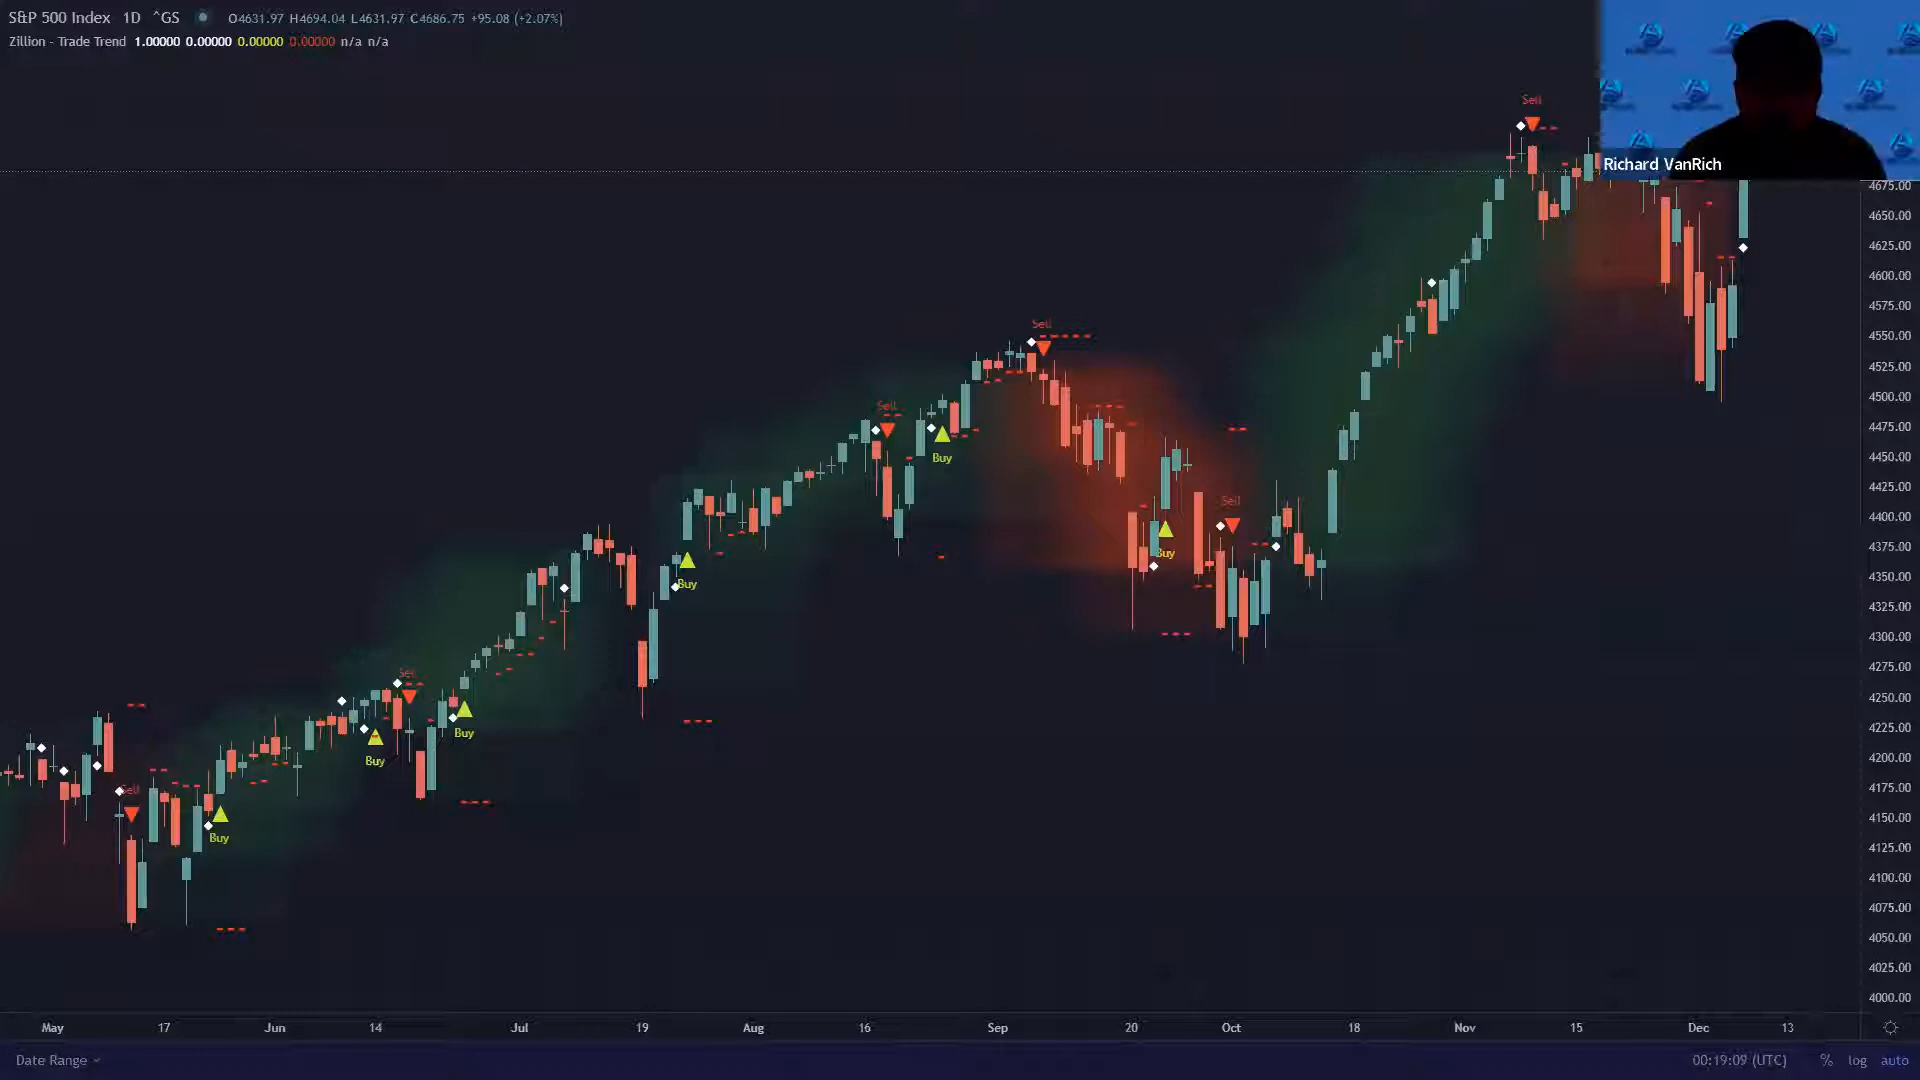 S&P 500 Index 1D ^GS O4631.97 H4694.04 L4631.97 C4686.75 +95.08 (+2.07%)
Zillion - Trade Trend 1.00000 0.00000 0.00000 0.00000 n/a n/a
Richard VanRich
Sell
Sell
Sell
Buy
Sell
Buy
Buy
Buy
Buy
Buy
Buy
4675.00
4650.00
4625.00
4600.00
4575.00
4550.00
4525.00
4500.00
4475.00
4450.00
4425.00
4400.00
4375.00
4350.00
4325.00
4300.00
4275.00
4250.00
4225.00
4200.00
4175.00
4150.00
4125.00
4100.00
4075.00
4050.00
4025.00
4000.00
May 17 Jun 14 Jul 19 Aug 16 Sep 20 Oct 18 Nov 15 Dec 13
Date Range 00:19:09 (UTC) % log auto